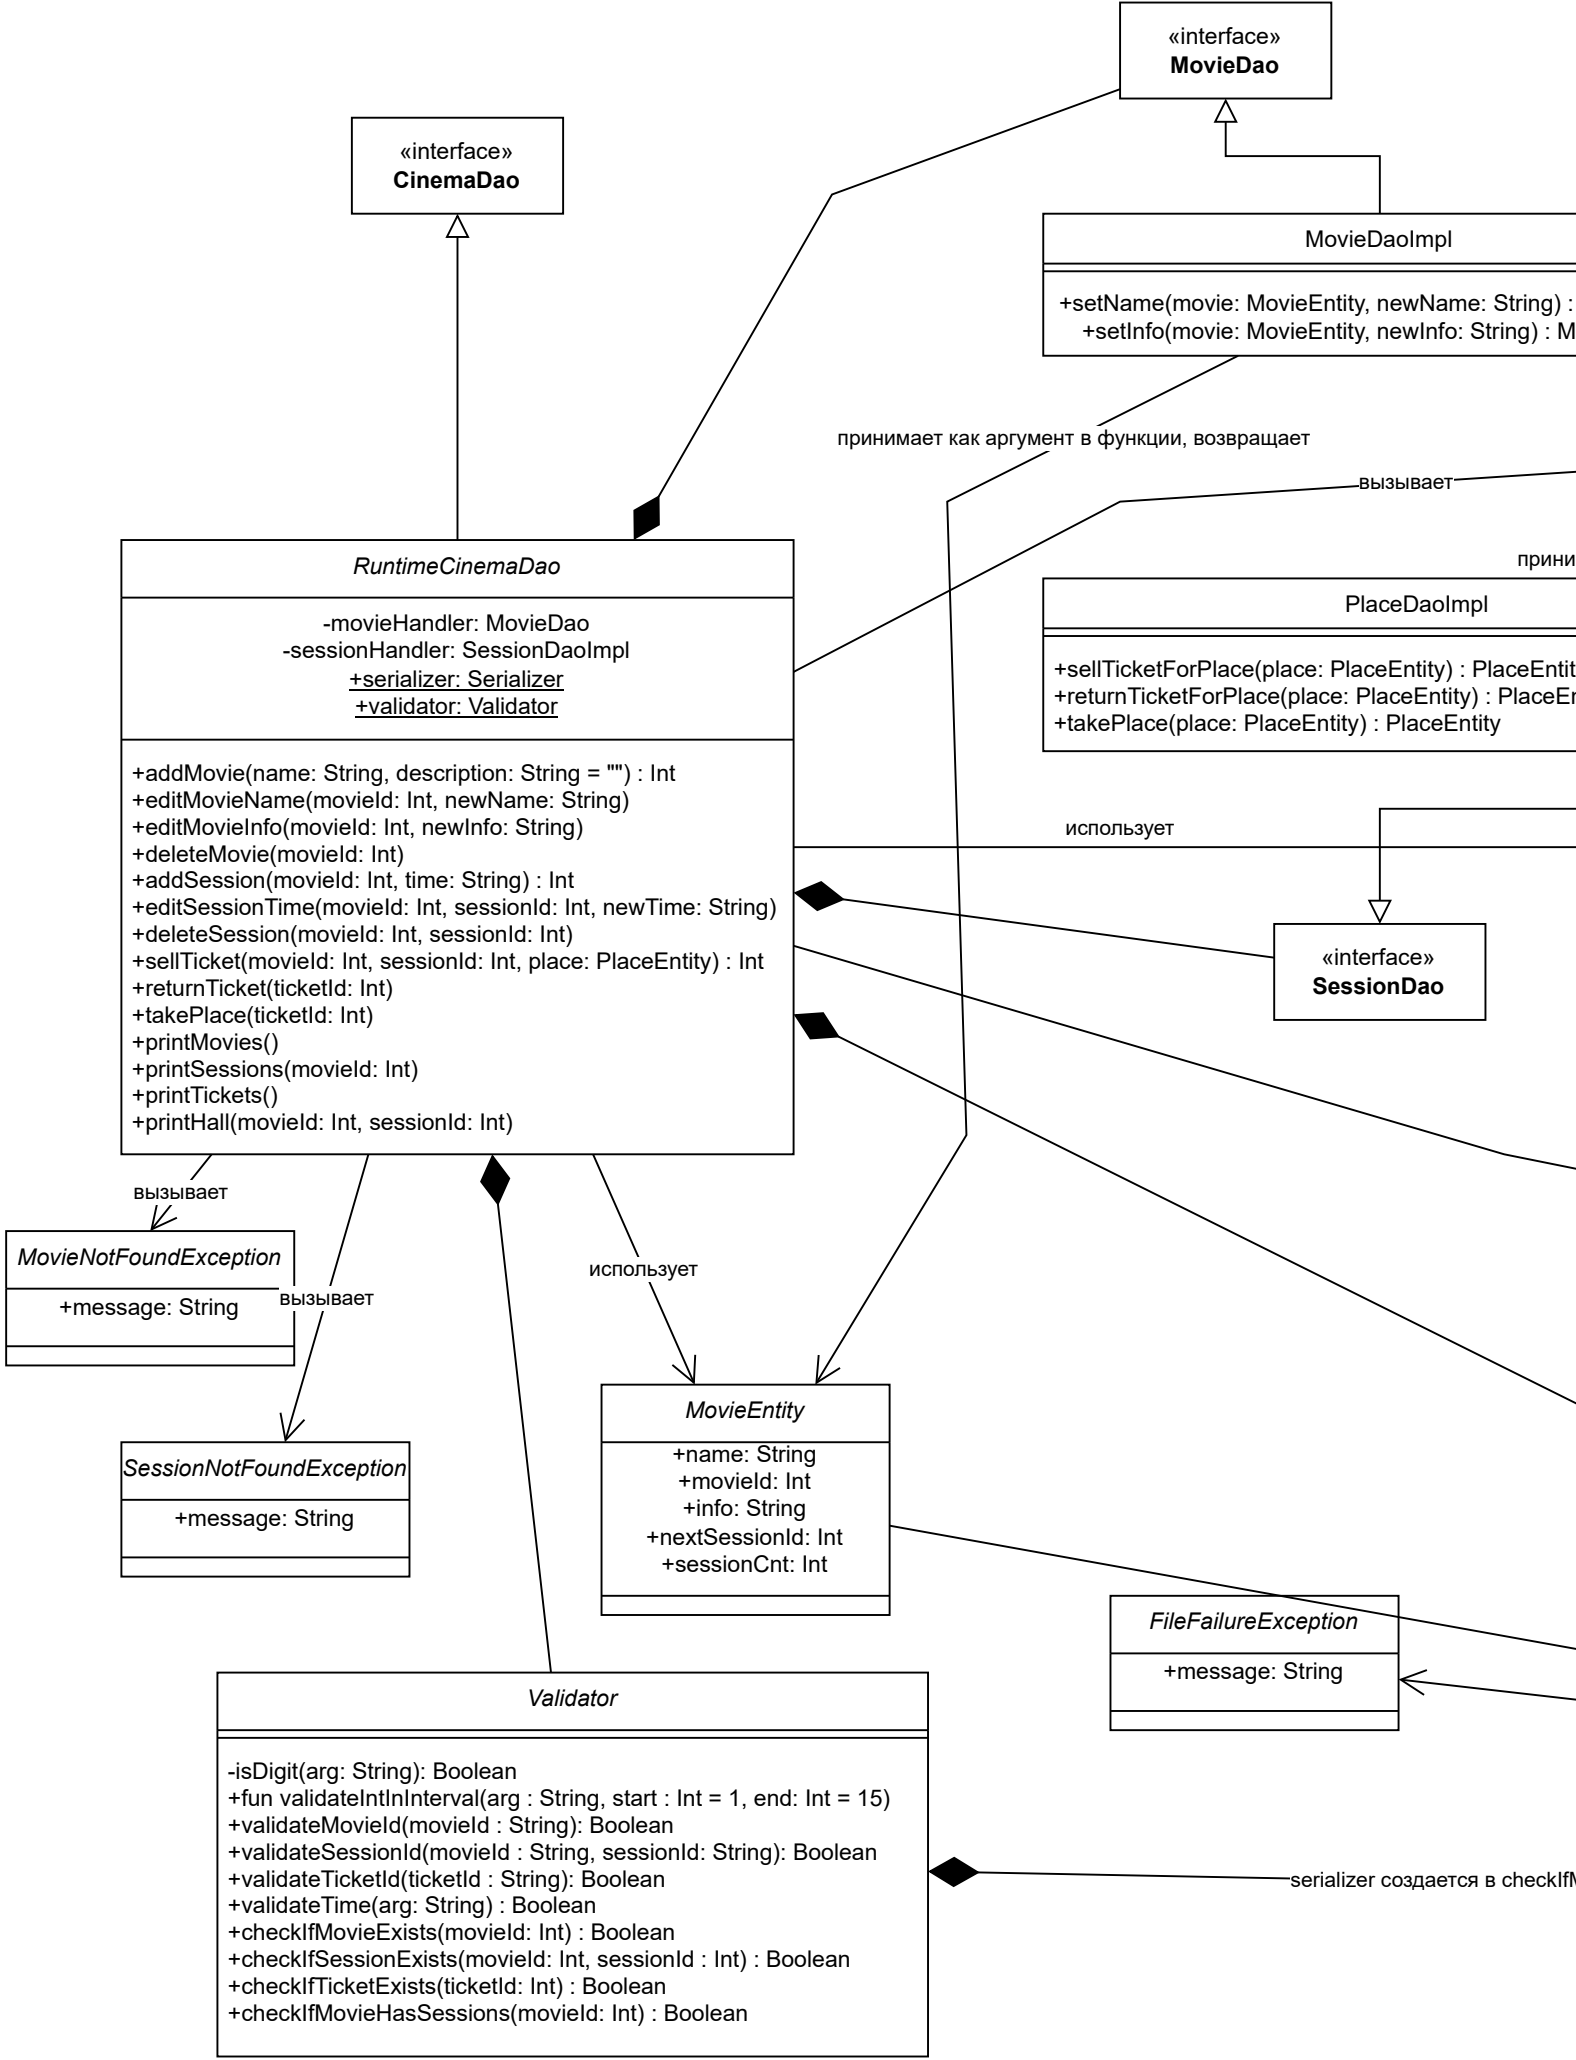 «interface»
MovieDao
«interface»
CinemaDao
MovieDaoImpl
+setName(movie: MovieEntity, newName: String) :
+setInfo(movie: MovieEntity, newInfo: String) : M
принимает как аргумент в функции, возвращает
вызывает
прини
PlaceDaoImpl
+sellTicketForPlace(place: PlaceEntity) : PlaceEntit
+returnTicketForPlace(place: PlaceEntity) : PlaceEn
+takePlace(place: PlaceEntity) : PlaceEntity
RuntimeCinemaDao
-movieHandler: MovieDao
-sessionHandler: SessionDaoImpl
+serializer: Serializer
+validator: Validator
+addMovie(name: String, description: String = "") : Int
+editMovieName(movieId: Int, newName: String)
+editMovieInfo(movieId: Int, newInfo: String)
+deleteMovie(movieId: Int)
+addSession(movieId: Int, time: String) : Int
+editSessionTime(movieId: Int, sessionId: Int, newTime: String)
+deleteSession(movieId: Int, sessionId: Int)
+sellTicket(movieId: Int, sessionId: Int, place: PlaceEntity) : Int
+returnTicket(ticketId: Int)
+takePlace(ticketId: Int)
+printMovies()
+printSessions(movieId: Int)
+printTickets()
+printHall(movieId: Int, sessionId: Int)
использует
«interface»
SessionDao
вызывает
MovieNotFoundException
+message: String
вызывает
использует
SessionNotFoundException
+message: String
MovieEntity
+name: String
+movieId: Int
+info: String
+nextSessionId: Int
+sessionCnt: Int
FileFailureException
+message: String
Validator
-isDigit(arg: String): Boolean
+fun validateIntInInterval(arg : String, start : Int = 1, end: Int = 15)
+validateMovieId(movieId : String): Boolean
+validateSessionId(movieId : String, sessionId: String): Boolean
+validateTicketId(ticketId : String): Boolean
+validateTime(arg: String) : Boolean
+checkIfMovieExists(movieId: Int) : Boolean
+checkIfSessionExists(movieId: Int, sessionId : Int) : Boolean
+checkIfTicketExists(ticketId: Int) : Boolean
+checkIfMovieHasSessions(movieId: Int) : Boolean
serializer создается в checkIfM